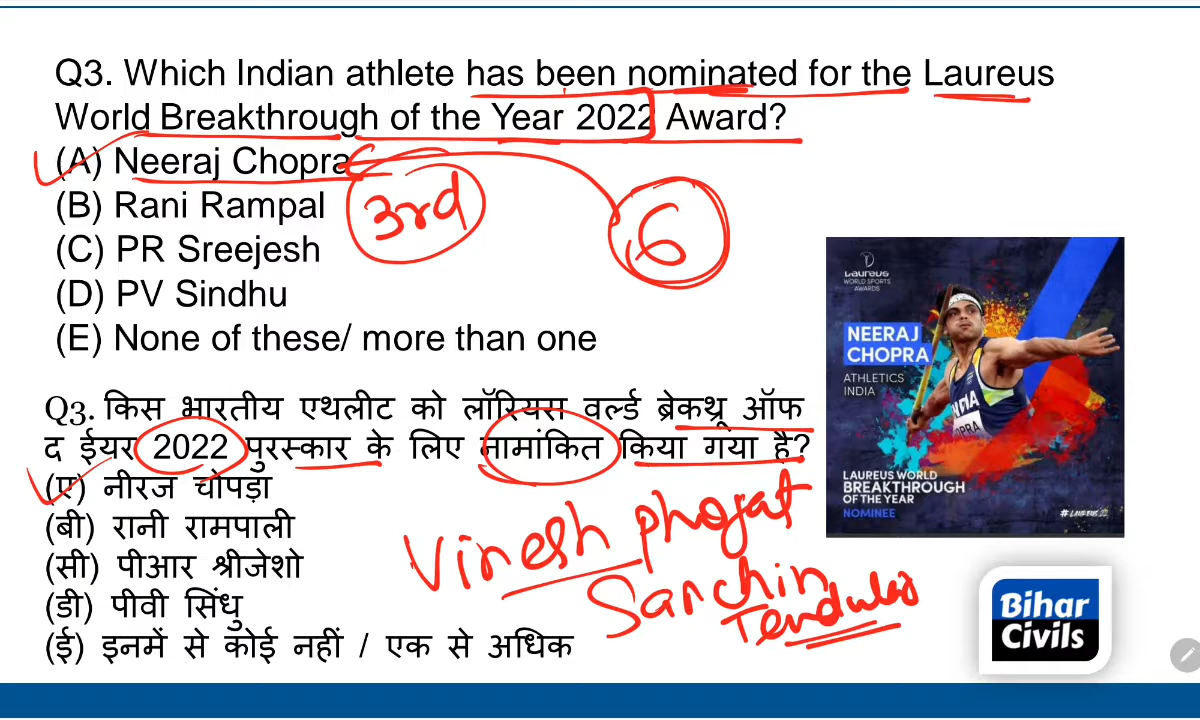 Q3. Which Indian athlete has been nominated for the Laureus
World Breakthrough of the Year 2022 Award?
(A) Neeraj Chopra
(B) Rani Rampal
(C) PR Sreejesh
(D) PV Sindhu
(E) None of these/ more than one
3rd
6
Laureus
WORLD SPORTS
AWARDS
NEERAJ
CHOPRA
ATHLETICS
INDIA
INDIA
OPRA
LAUREUS WORLD
BREAKTHROUGH
OF THE YEAR
NOMINEE
#LAUREUS22
Q3. किस भारतीय एथलीट को लॉरियस वर्ल्ड ब्रेकथ्रू ऑफ
द ईयर 2022 पुरस्कार के लिए नामांकित किया गया है?
(ए) नीरज चोपड़ा
(बी) रानी रामपाली
(सी) पीआर श्रीजेशो
(डी) पीवी सिंधु
(ई) इनमें से कोई नहीं / एक से अधिक
Vinesh phogat
Sanchin
Tendulkar
Bihar
Civils